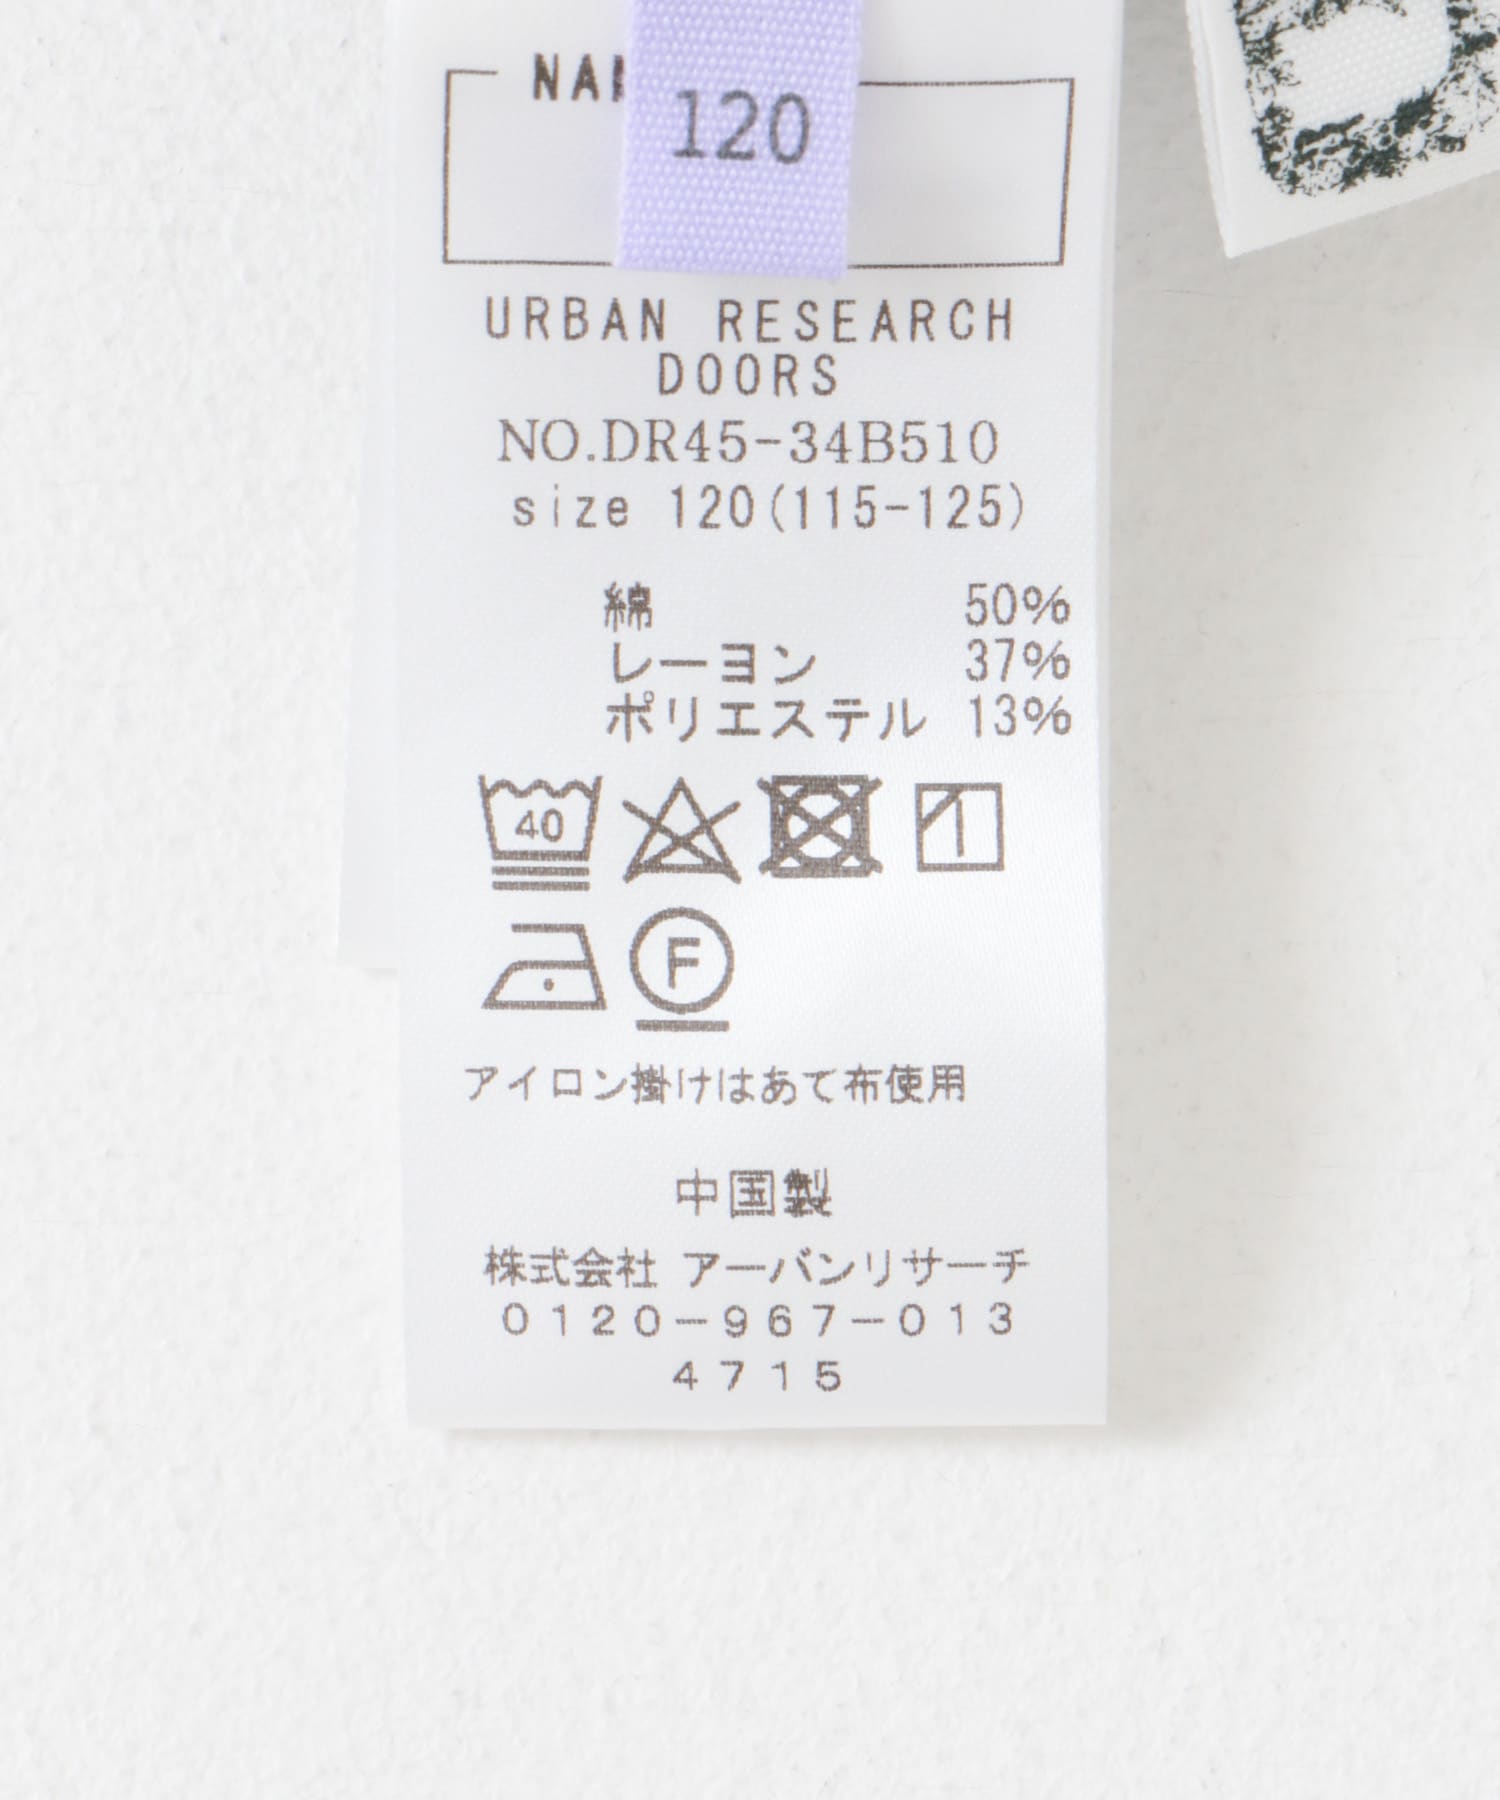 120
URBAN RESEARCH
DOORS
NO.DR45-34B510
size 120(115-125)
綿 50%
レーヨン 37%
ポリエステル 13%
40
F
アイロン掛けはあて布使用
中国製
株式会社 アーバンリサーチ
0120-967-013
4715